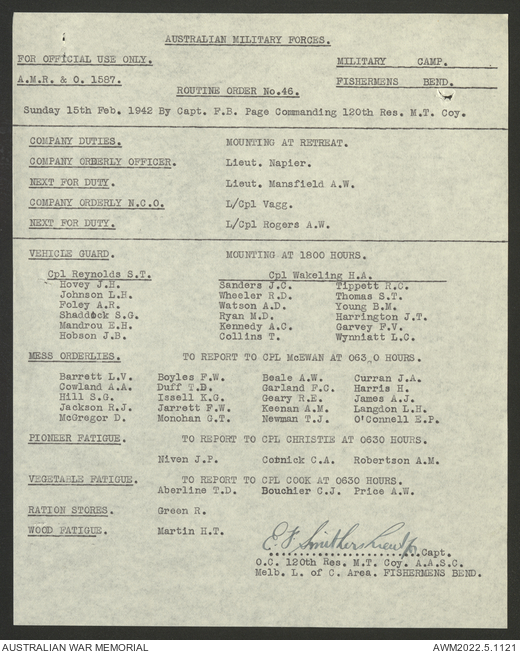 AUSTRALIAN MILITARY FORCES.
FOR OFFICIAL USE ONLY. MILITARY CAMP.
A.M.R. & O. 1587. FISHERMENS BEND.
ROUTINE ORDER No.46.
Sunday 15th Feb. 1942 By Capt. F.B. Page Commanding 120th Res. M.T. Coy.
COMPANY DUTIES. MOUNTING AT RETREAT.
COMPANY ORDERLY OFFICER. Lieut. Napier.
NEXT FOR DUTY. Lieut. Mansfield A.W.
COMPANY ORDERLY N.C.O. L/Cpl Vagg.
NEXT FOR DUTY. L/Cpl Rogers A.W.
VEHICLE GUARD. MOUNTING AT 1800 HOURS.
Cpl Reynolds S.T. Cpl Wakeling H.A.
Hovey J.H. Sanders J.C. Tippett R.C.
Johnson L.H. Wheeler R.D. Thomas S.T.
Foley A.R. Watson A.D. Young B.M.
Shaddock S.G. Ryan M.D. Harrington J.T.
Mandrou E.H. Kennedy A.C. Garvey F.V.
Hobson J.B. Collins T. Wynniatt L.C.
MESS ORDERLIES. TO REPORT TO CPL McEWAN AT 063 0 HOURS.
Barrett L.V. Boyles F.W. Beale A.W. Curran J.A.
Cowland A.A. Duff T.B. Garland F.C. Harris H.
Hill S.G. Issell K.G. Geary R.E. James A.J.
Jackson R.J. Jarrett F.W. Keenan A.M. Langdon L.H.
McGregor D. Monohan G.T. Newman T.J. O'Connell E.P.
PIONEER FATIGUE. TO REPORT TO CPL CHRISTIE AT 0630 HOURS.
Niven J.P. Cornick C.A. Robertson A.M.
VEGETABLE FATIGUE. TO REPORT TO CPL COOK AT 0630 HOURS.
Aberline T.D. Bouchier C.J. Price A.W.
RATION STORES. Green R.
WOOD FATIGUE. Martin H.T.
E F Smithers Lieut
Capt.
O.C. 120th Res. M.T. Coy. A.A.S.C.
Melb. L. of C. Area. FISHERMENS BEND.
AUSTRALIAN WAR MEMORIAL AWM2022.5.1121